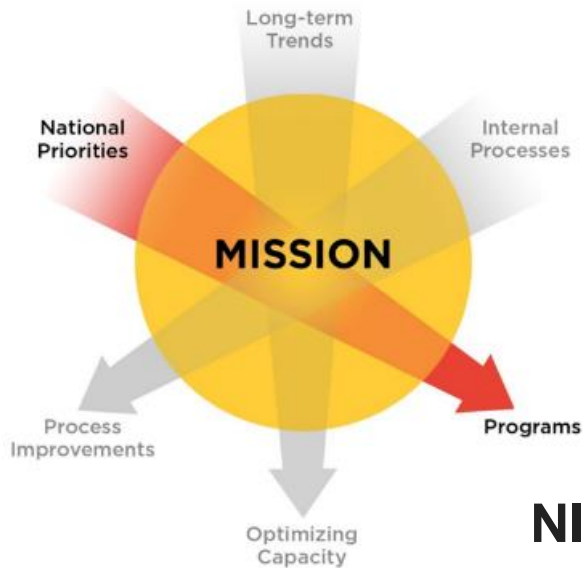 Long-term
Trends
National
Priorities
Internal
Processes
MISSION
Process
Improvements
Programs
Optimizing
Capacity